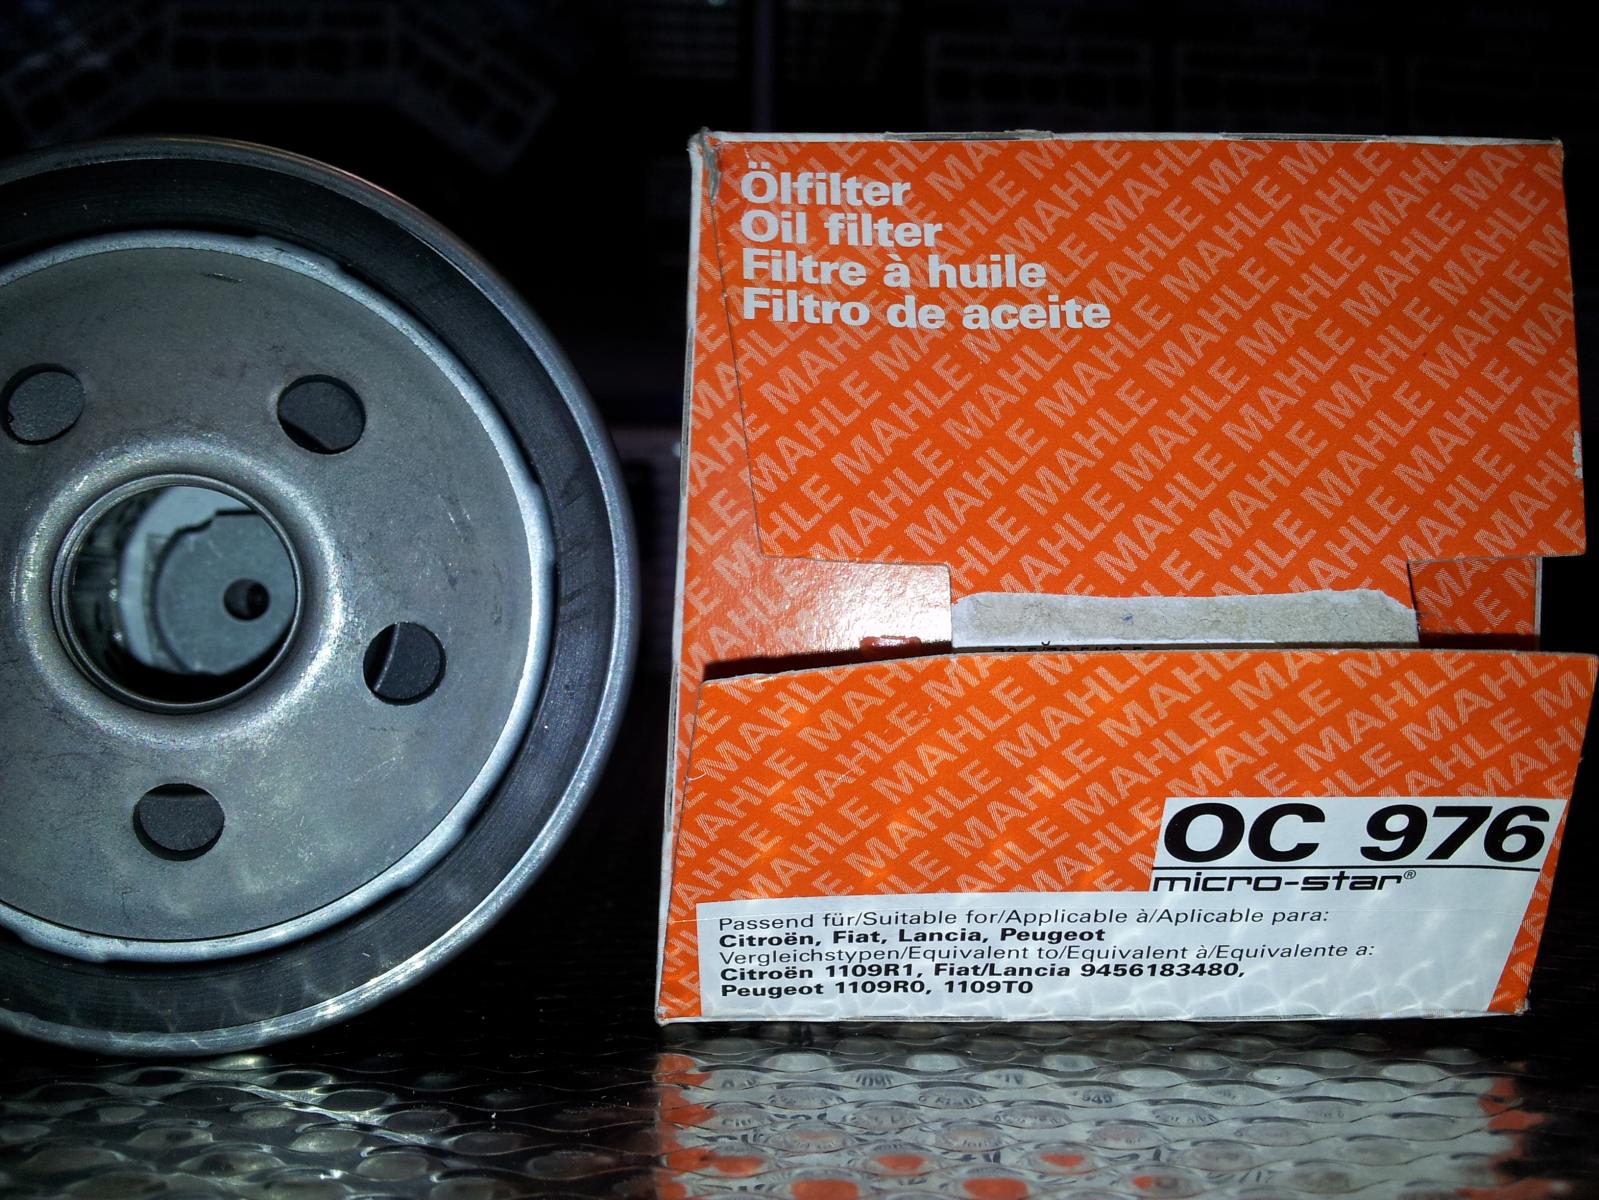 Ölfilter
Oil filter
Filtre à huile
Filtro de aceite
OC 976
micro-star®
Passend für/Suitable for/Applicable à/Aplicable para:
Citroën, Fiat, Lancia, Peugeot
Vergleichstypen/Equivalent to/Equivalent à/Equivalente a:
Citroën 1109R1, Fiat/Lancia 9456183480,
Peugeot 1109R0, 1109T0
MAHLE